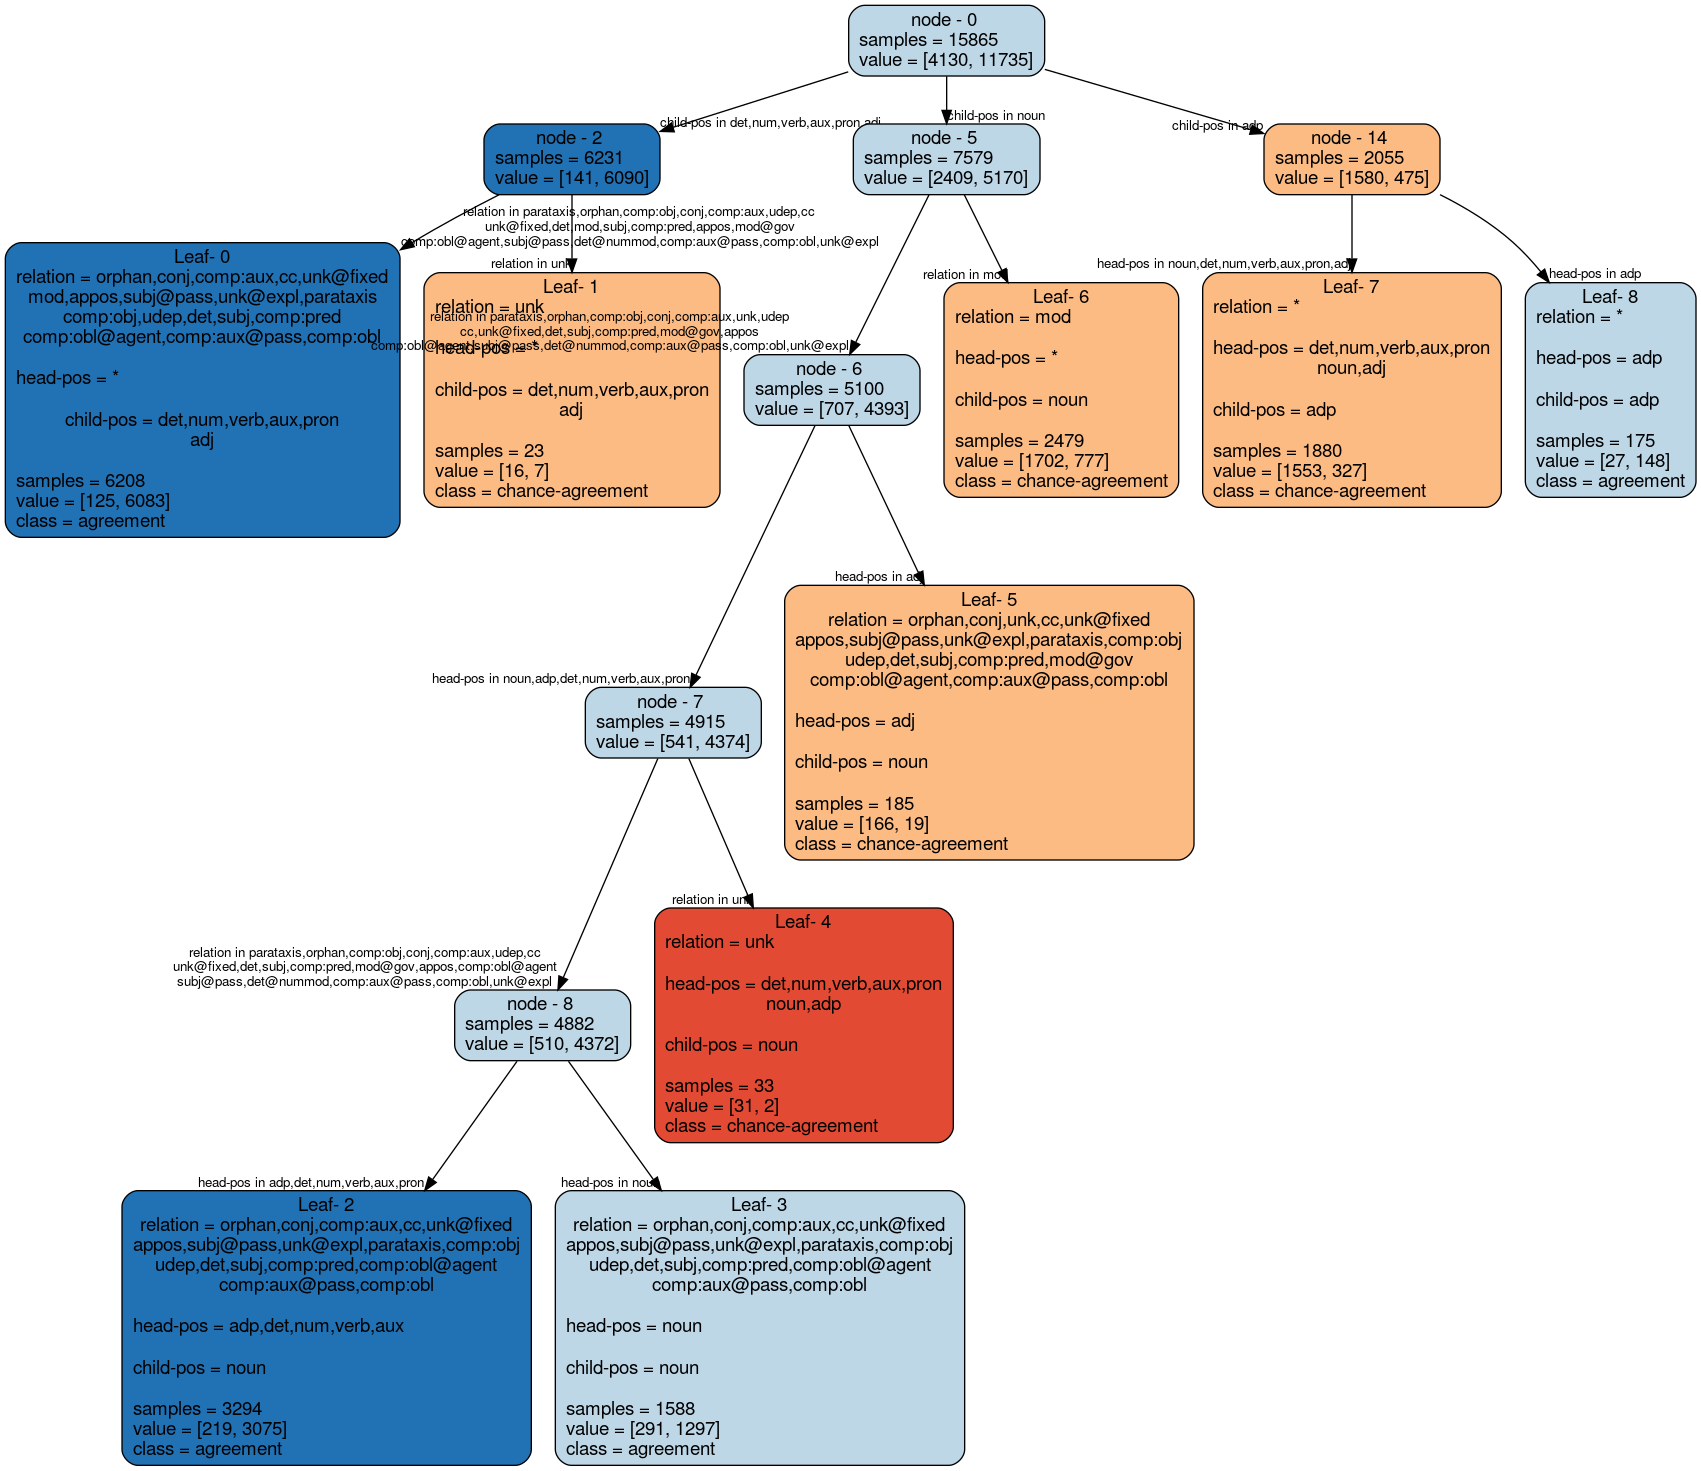 node - 0
samples = 15865
value = [4130, 11735]
child-pos in det,num,verb,aux,pron,adj
child-pos in noun
child-pos in adp
node - 2
samples = 6231
value = [141, 6090]
node - 5
samples = 7579
value = [2409, 5170]
node - 14
samples = 2055
value = [1580, 475]
relation in parataxis,orphan,comp:obj,conj,comp:aux,udep,cc
unk@fixed,det,mod,subj,comp:pred,appos,mod@gov
comp:obl@agent,subj@pass,det@nummod,comp:aux@pass,comp:obl,unk@expl
relation in unk
relation in mod
head-pos in noun,det,num,verb,aux,pron,adj
head-pos in adp
Leaf- 0
relation = orphan,conj,comp:aux,cc,unk@fixed
mod,appos,subj@pass,unk@expl,parataxis
comp:obj,udep,det,subj,comp:pred
comp:obl@agent,comp:aux@pass,comp:obl
head-pos = *
child-pos = det,num,verb,aux,pron
adj
samples = 6208
value = [125, 6083]
class = agreement
Leaf- 1
relation = unk
head-pos = *
child-pos = det,num,verb,aux,pron
adj
samples = 23
value = [16, 7]
class = chance-agreement
relation in parataxis,orphan,comp:obj,conj,comp:aux,unk,udep
cc,unk@fixed,det,subj,comp:pred,mod@gov,appos
comp:obl@agent,subj@pass,det@nummod,comp:aux@pass,comp:obl,unk@expl
node - 6
samples = 5100
value = [707, 4393]
Leaf- 6
relation = mod
head-pos = *
child-pos = noun
samples = 2479
value = [1702, 777]
class = chance-agreement
Leaf- 7
relation = *
head-pos = det,num,verb,aux,pron
noun,adj
child-pos = adp
samples = 1880
value = [1553, 327]
class = chance-agreement
Leaf- 8
relation = *
head-pos = adp
child-pos = adp
samples = 175
value = [27, 148]
class = agreement
head-pos in adj
Leaf- 5
relation = orphan,conj,unk,cc,unk@fixed
appos,subj@pass,unk@expl,parataxis,comp:obj
udep,det,subj,comp:pred,mod@gov
comp:obl@agent,comp:aux@pass,comp:obl
head-pos = adj
child-pos = noun
samples = 185
value = [166, 19]
class = chance-agreement
head-pos in noun,adp,det,num,verb,aux,pron
node - 7
samples = 4915
value = [541, 4374]
relation in unk
Leaf- 4
relation = unk
head-pos = det,num,verb,aux,pron
noun,adp
child-pos = noun
samples = 33
value = [31, 2]
class = chance-agreement
relation in parataxis,orphan,comp:obj,conj,comp:aux,udep,cc
unk@fixed,det,subj,comp:pred,mod@gov,appos,comp:obl@agent
subj@pass,det@nummod,comp:aux@pass,comp:obl,unk@expl
node - 8
samples = 4882
value = [510, 4372]
head-pos in adp,det,num,verb,aux,pron
head-pos in noun
Leaf- 2
relation = orphan,conj,comp:aux,cc,unk@fixed
appos,subj@pass,unk@expl,parataxis,comp:obj
udep,det,subj,comp:pred,comp:obl@agent
comp:aux@pass,comp:obl
head-pos = adp,det,num,verb,aux
child-pos = noun
samples = 3294
value = [219, 3075]
class = agreement
Leaf- 3
relation = orphan,conj,comp:aux,cc,unk@fixed
appos,subj@pass,unk@expl,parataxis,comp:obj
udep,det,subj,comp:pred,comp:obl@agent
comp:aux@pass,comp:obl
head-pos = noun
child-pos = noun
samples = 1588
value = [291, 1297]
class = agreement